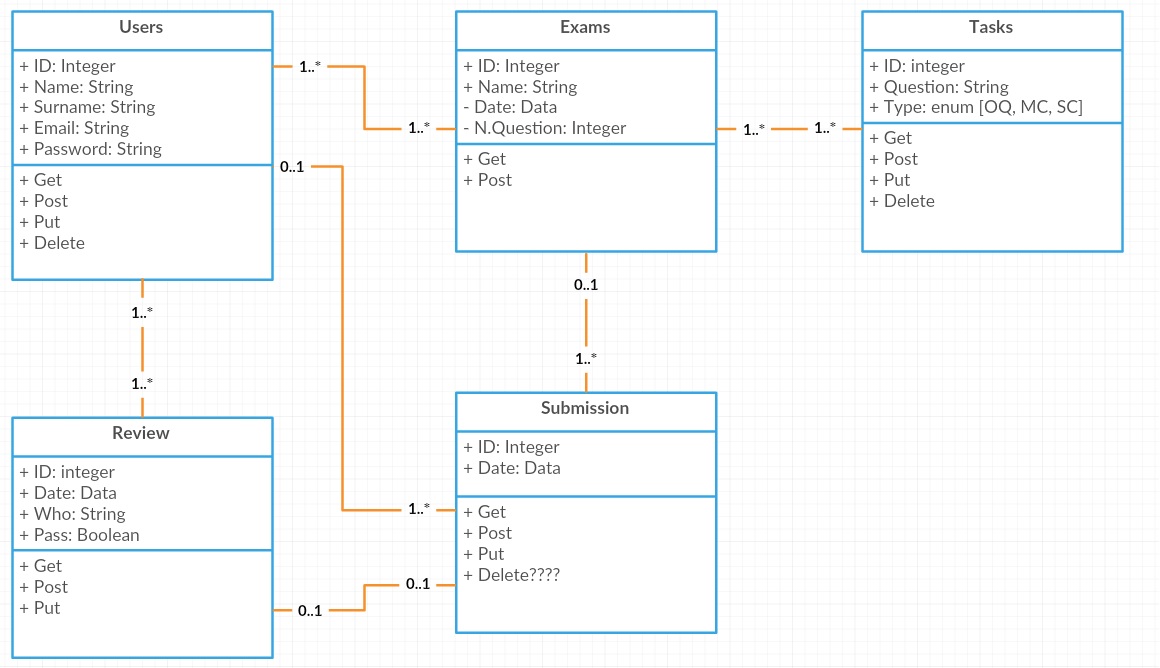 Users
+ ID: Integer
+ Name: String
+ Surname: String
+ Email: String
+ Password: String
+ Get
+ Post
+ Put
+ Delete
1..*
1..*
Exams
+ ID: Integer
+ Name: String
- Date: Data
- N.Question: Integer
+ Get
+ Post
1..*
1..*
Tasks
+ ID: integer
+ Question: String
+ Type: enum [OQ, MC, SC]
+ Get
+ Post
+ Put
+ Delete
0..1
1..*
1..*
1..*
0..1
1..*
Review
+ ID: integer
+ Date: Data
+ Who: String
+ Pass: Boolean
+ Get
+ Post
+ Put
0..1
0..1
Submission
+ ID: Integer
+ Date: Data
+ Get
+ Post
+ Put
+ Delete????